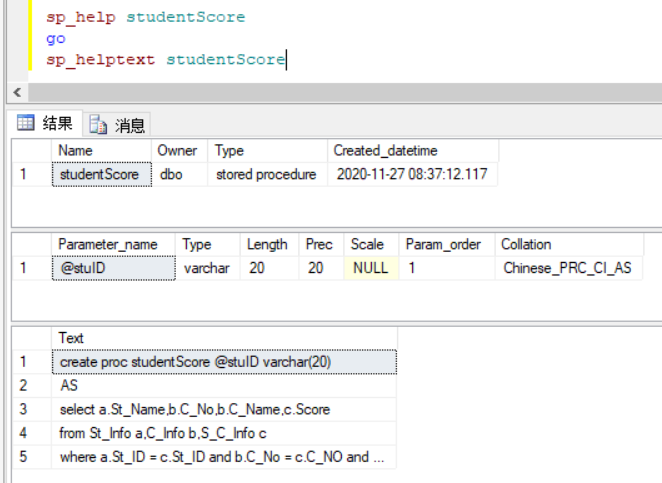 sp_help studentScore
go
sp_helptext studentScore
结果 消息
Name Owner Type Created_datetime
1 studentScore dbo stored procedure 2020-11-27 08:37:12.117
Parameter_name Type Length Prec Scale Param_order Collation
1 @stuID varchar 20 20 NULL 1 Chinese_PRC_CI_AS
Text
1 create proc studentScore @stuID varchar(20)
2 AS
3 select a.St_Name,b.C_No,b.C_Name,c.Score
4 from St_Info a,C_Info b,S_C_Info c
5 where a.St_ID = c.St_ID and b.C_No = c.C_NO and ...